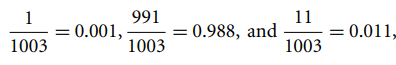 1/1003 = 0.001, 991/1003 = 0.988, and 11/1003 = 0.011,